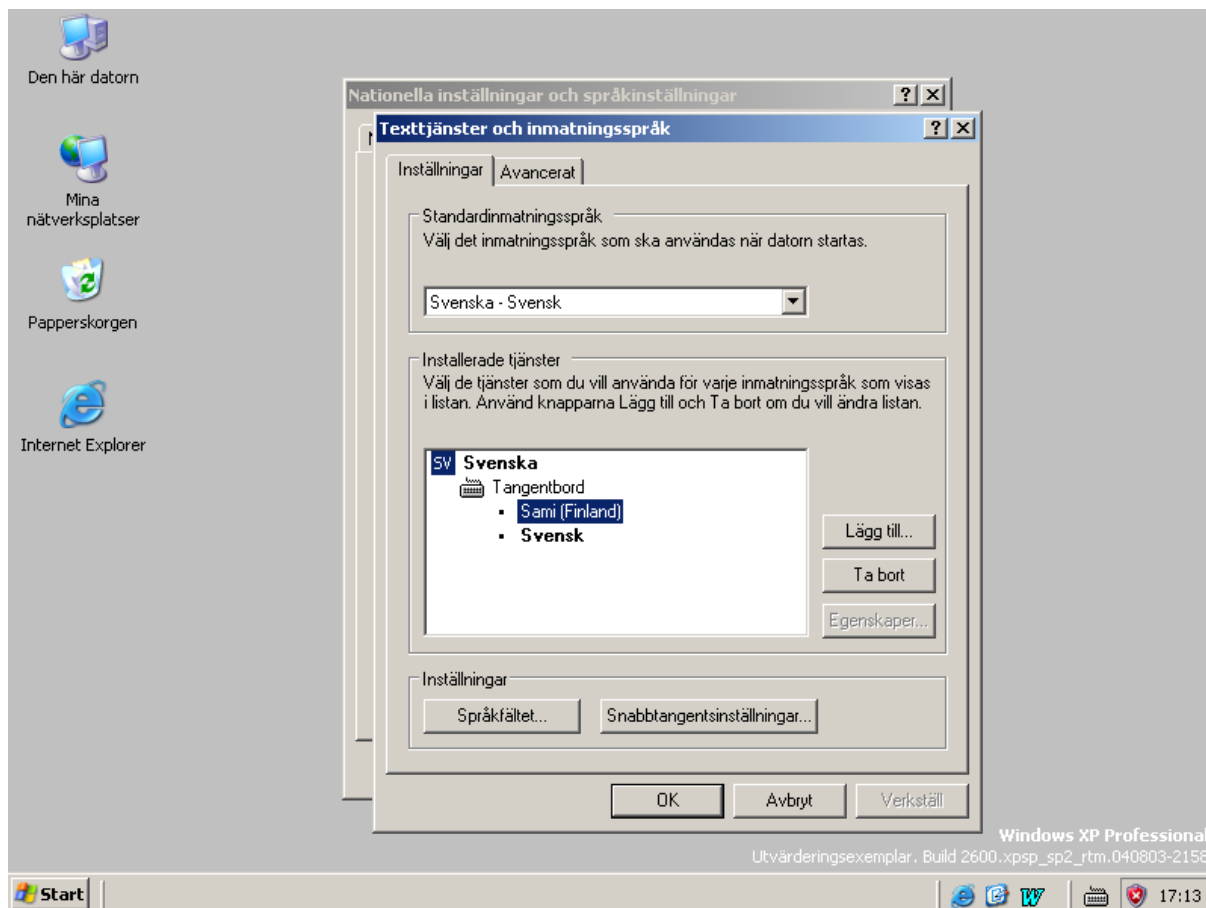 Den här datorn
Mina
nätverksplatser
Papperskorgen
Internet Explorer
Nationella inställningar och språkinställningar
Texttjänster och inmatningsspråk
Inställningar
Avancerat
Standardinmatningsspråk
Välj det inmatningsspråk som ska användas när datorn startas.
Svenska - Svensk
Installerade tjänster
Välj de tjänster som du vill använda för varje inmatningsspråk som visas
i listan. Använd knapparna Lägg till och Ta bort om du vill ändra listan.
SV Svenska
Tangentbord
Sami (Finland)
Svensk
Lägg till...
Ta bort
Egenskaper...
Inställningar
Språkfältet...
Snabbtangentsinställningar...
OK
Avbryt
Verkställ
Windows XP Professional
Utvärderingsexemplar. Build 2600.xpsp_sp2_rtm.040803-2158
Start
17:13